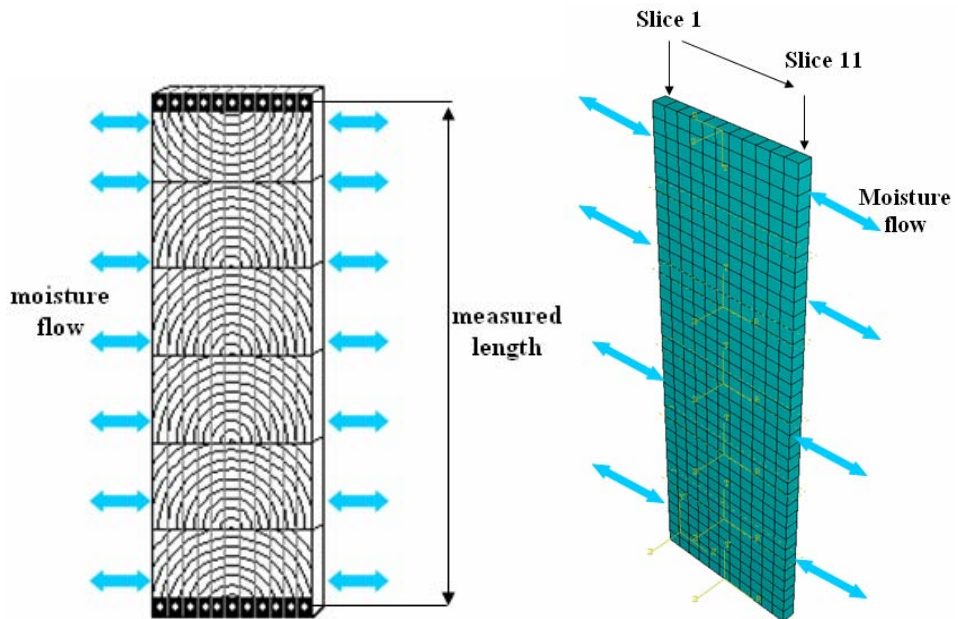 moisture
flow
measured
length
Slice 1
Slice 11
Moisture
flow